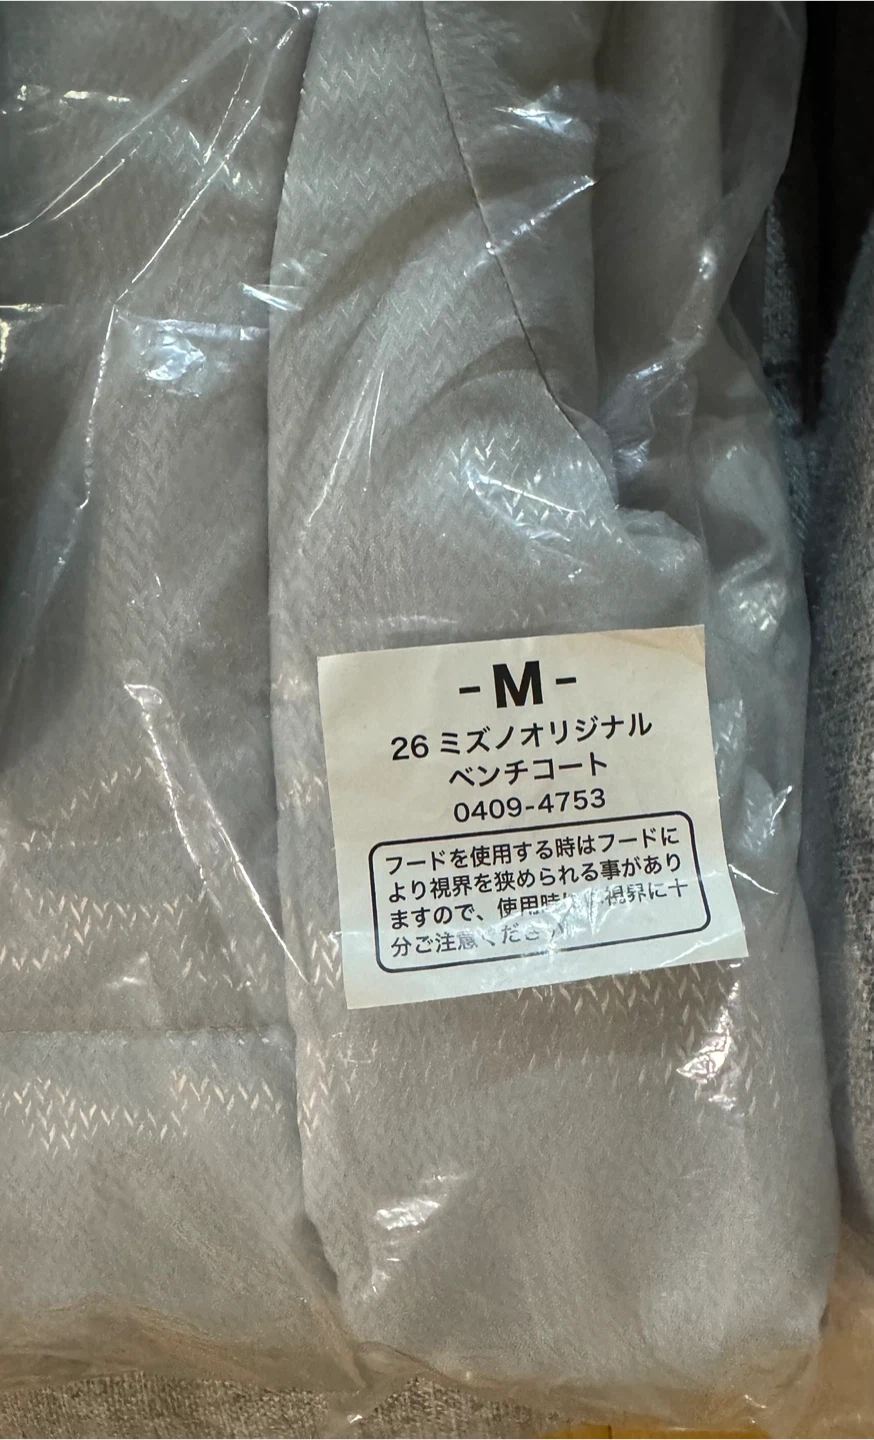 -M-
26 ミズノオリジナル
ベンチコート
0409-4753
フードを使用する時はフードに
より視界を狭められる事があり
ますので、使用時は、視界に十
分ご注意ください